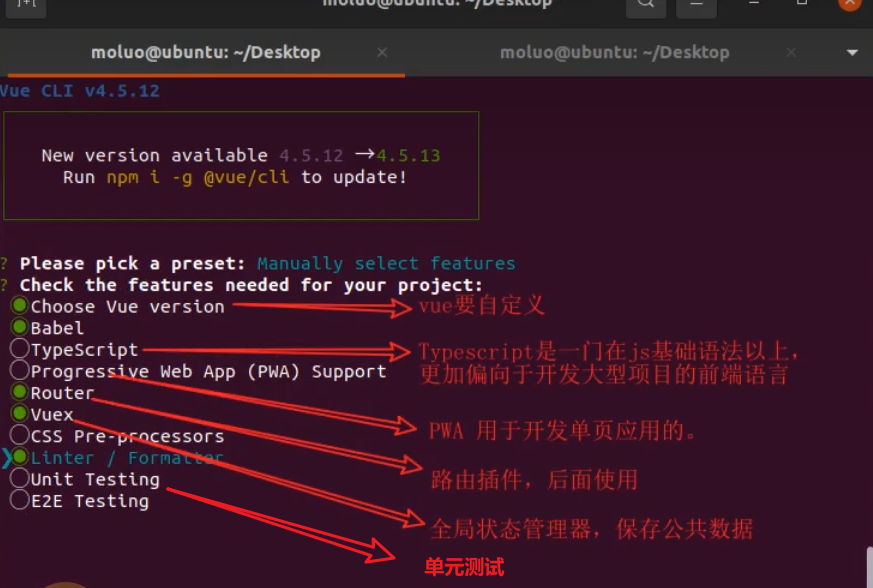 moluo@ubuntu: ~/Desktop
moluo@ubuntu: ~/Desktop × moluo@ubuntu: ~/Desktop ×
Vue CLI v4.5.12
New version available 4.5.12 →4.5.13
Run npm i -g @vue/cli to update!
? Please pick a preset: Manually select features
? Check the features needed for your project:
Choose Vue version
vue要自定义
Babel
TypeScript
Typescript是一门在js基础语法以上，
更加偏向于开发大型项目的前端语言
Progressive Web App (PWA) Support
PWA 用于开发单页应用的。
Router
路由插件，后面使用
Vuex
全局状态管理器，保存公共数据
CSS Pre-processors
❯Linter / Formatter
Unit Testing
单元测试
E2E Testing